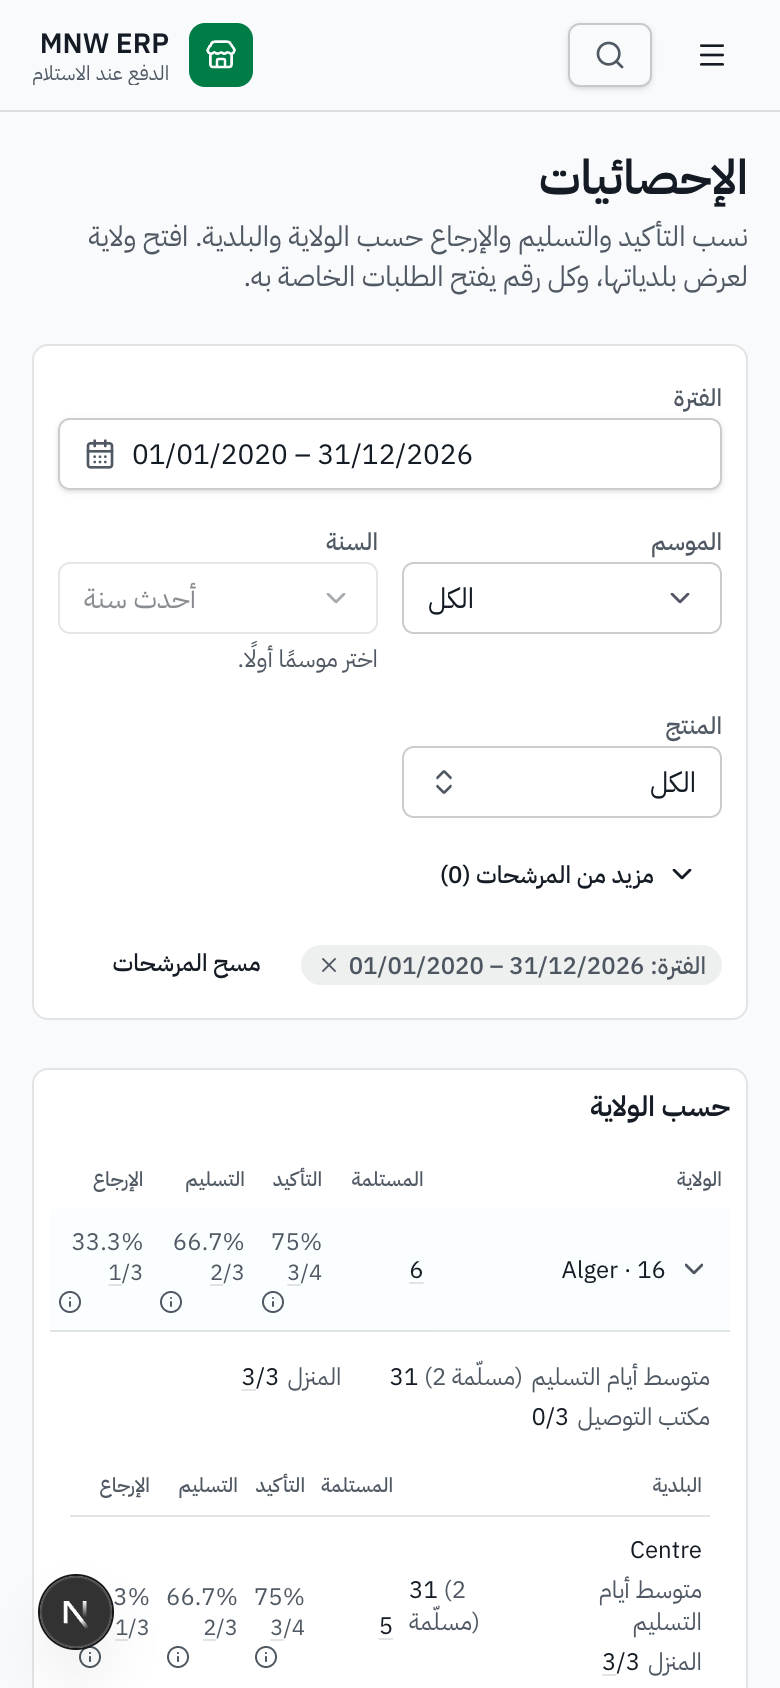 MNW ERP
الدفع عند الاستلام
الإحصائيات
نسب التأكيد والتسليم والإرجاع حسب الولاية والبلدية. افتح ولاية
لعرض بلدياتها، وكل رقم يفتح الطلبات الخاصة به.
الفترة
01/01/2020 – 31/12/2026
الموسم
الكل
السنة
أحدث سنة
اختر موسمًا أولًا.
المنتج
الكل
مزيد من المرشحات (0)
الفترة: 01/01/2020 – 31/12/2026
مسح المرشحات
حسب الولاية
الولاية المستلمة التأكيد التسليم الإرجاع
16 · Alger 6 75% 66.7% 33.3%
3/4 2/3 1/3
متوسط أيام التسليم 31 (2 مسلّمة) المنزل 3/3
مكتب التوصيل 0/3
البلدية المستلمة التأكيد التسليم الإرجاع
Centre
متوسط أيام التسليم 31 (2 مسلّمة)
المنزل 3/3
5 75% 66.7% 3%
3/4 2/3 1/3
N